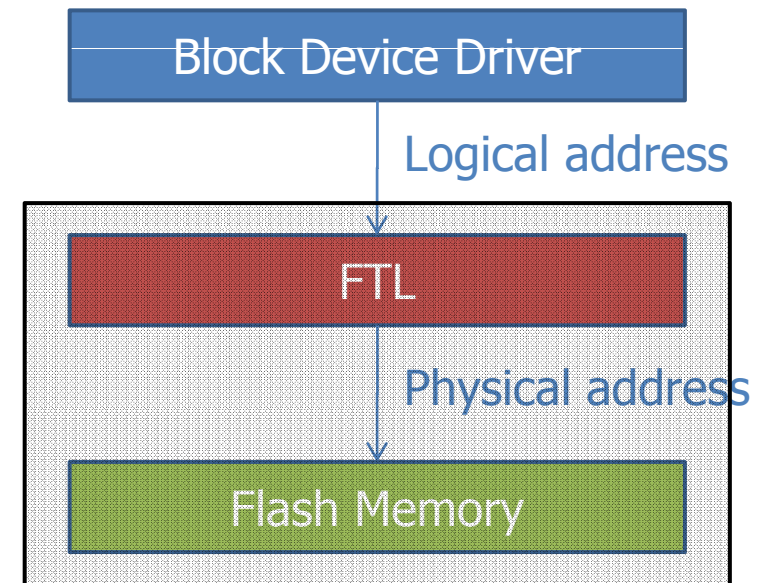 Block Device Driver
Logical address
FTL
Physical address
Flash Memory